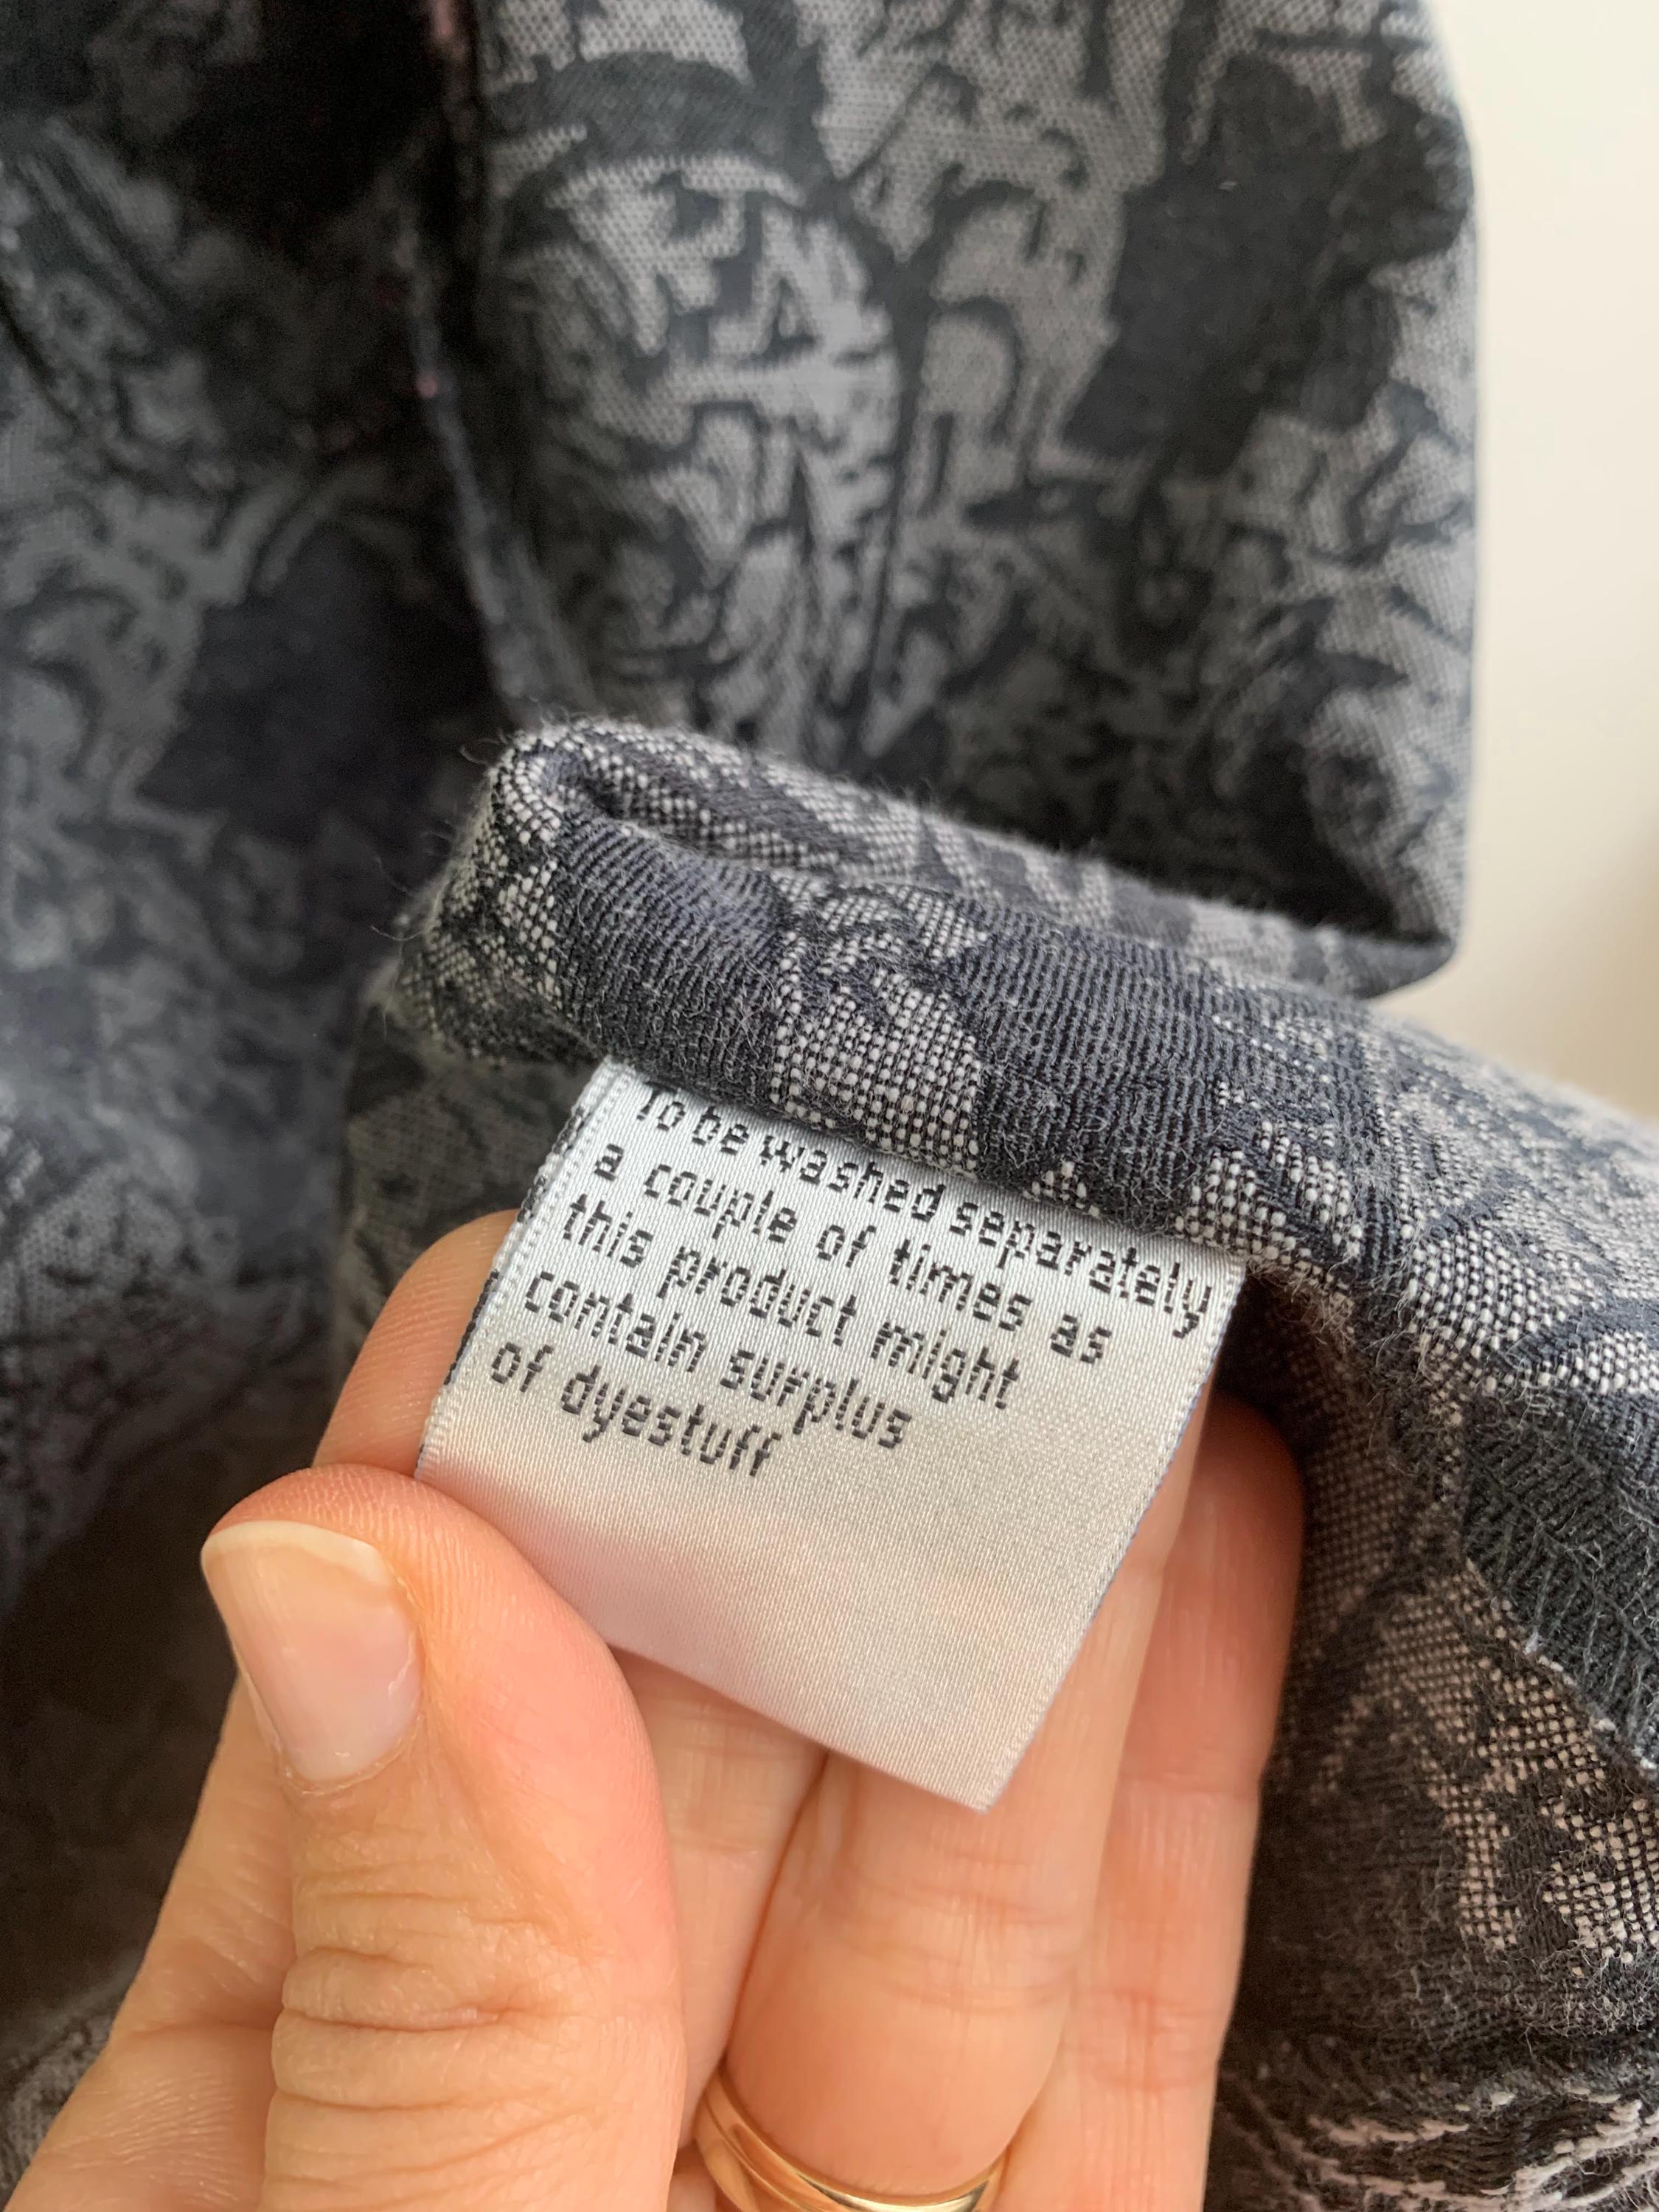 To be washed separately
a couple of times as
this product might
contain surplus
of dyestuff